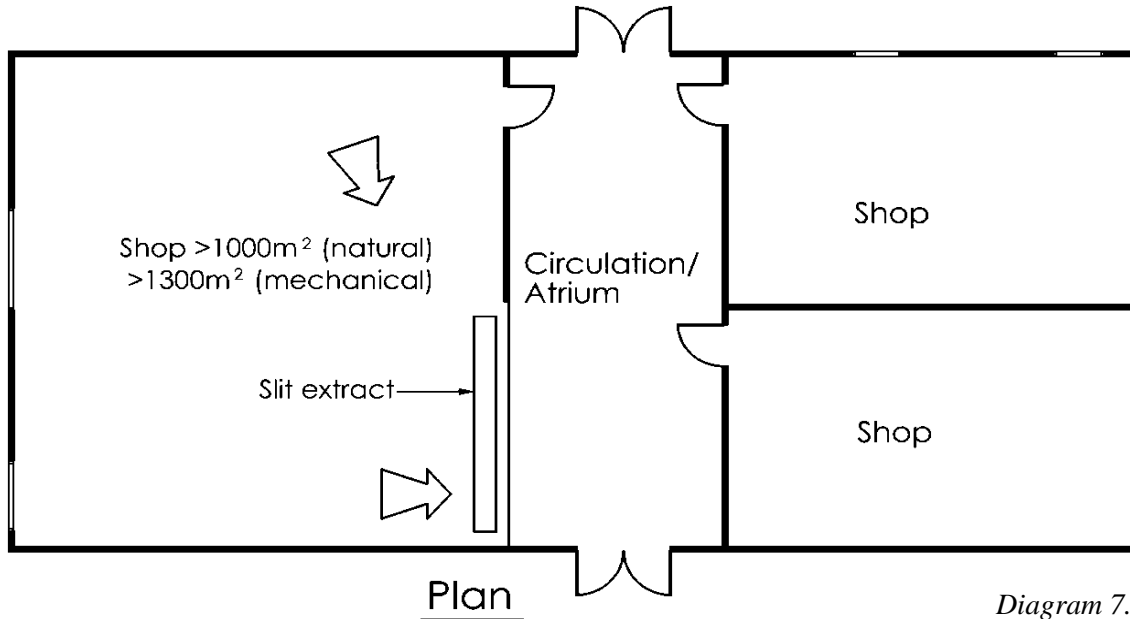 Shop >1000m² (natural)
>1300m² (mechanical)
Circulation/
Atrium
Shop
Slit extract
Shop
Plan
Diagram 7.